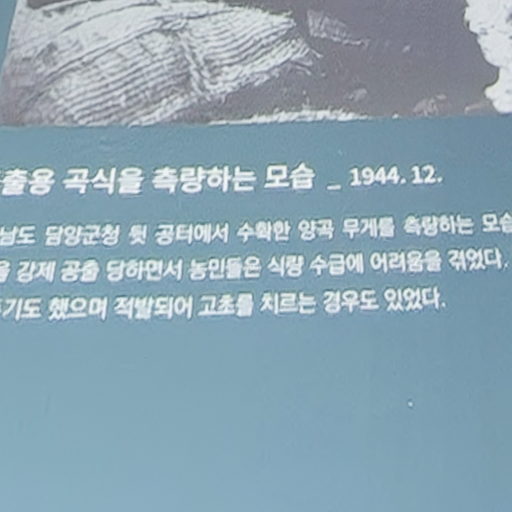 출용 곡식을 측량하는 모습 _ 1944. 12.
남도 담양군청 뒷 공터에서 수확한 양곡 무게를 측량하는 모습
을 강제 공출 당하면서 농민들은 식량 수급에 어려움을 겪었다.
기도 했으며 적발되어 고초를 치르는 경우도 있었다.